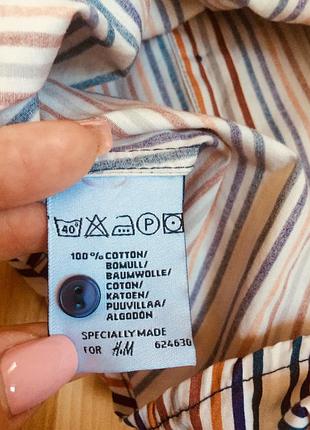 40°
P
100% COTTON/
BOMULL/
BAUMWOLLE/
COTON/
KATOEN/
PUUVILLAA/
ALGODÓN
SPECIALLY MADE
FOR H&M 624630